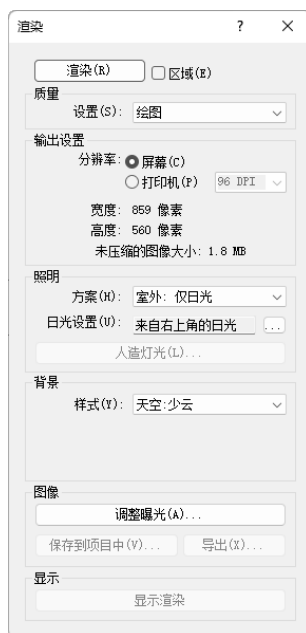 渲染 ? ×
渲染(R) 区域(E)
质量
设置(S): 绘图
输出设置
分辨率: 屏幕(C)
打印机(P) 96 DPI
宽度: 859 像素
高度: 560 像素
未压缩的图像大小: 1.8 MB
照明
方案(H): 室外: 仅日光
日光设置(U): 来自右上角的日光 ...
人造灯光(L)...
背景
样式(Y): 天空:少云
图像
调整曝光(A)...
保存到项目中(V)... 导出(X)...
显示
显示渲染